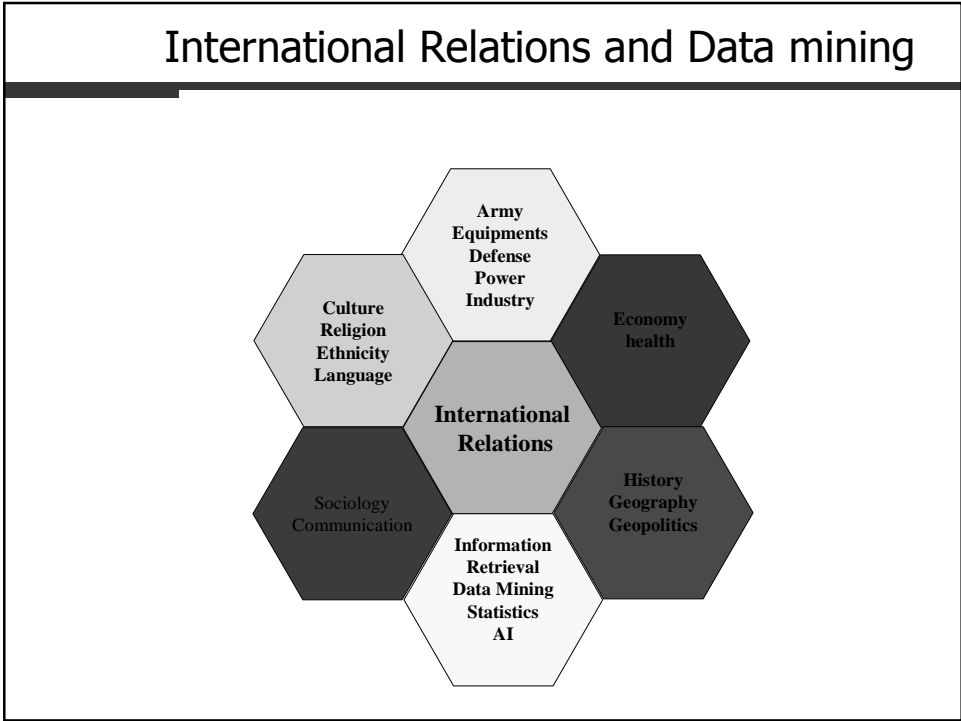 International Relations and Data mining
Army
Equipments
Defense
Power
Industry
Culture
Religion
Ethnicity
Language
Economy
health
International
Relations
Sociology
Communication
History
Geography
Geopolitics
Information
Retrieval
Data Mining
Statistics
AI